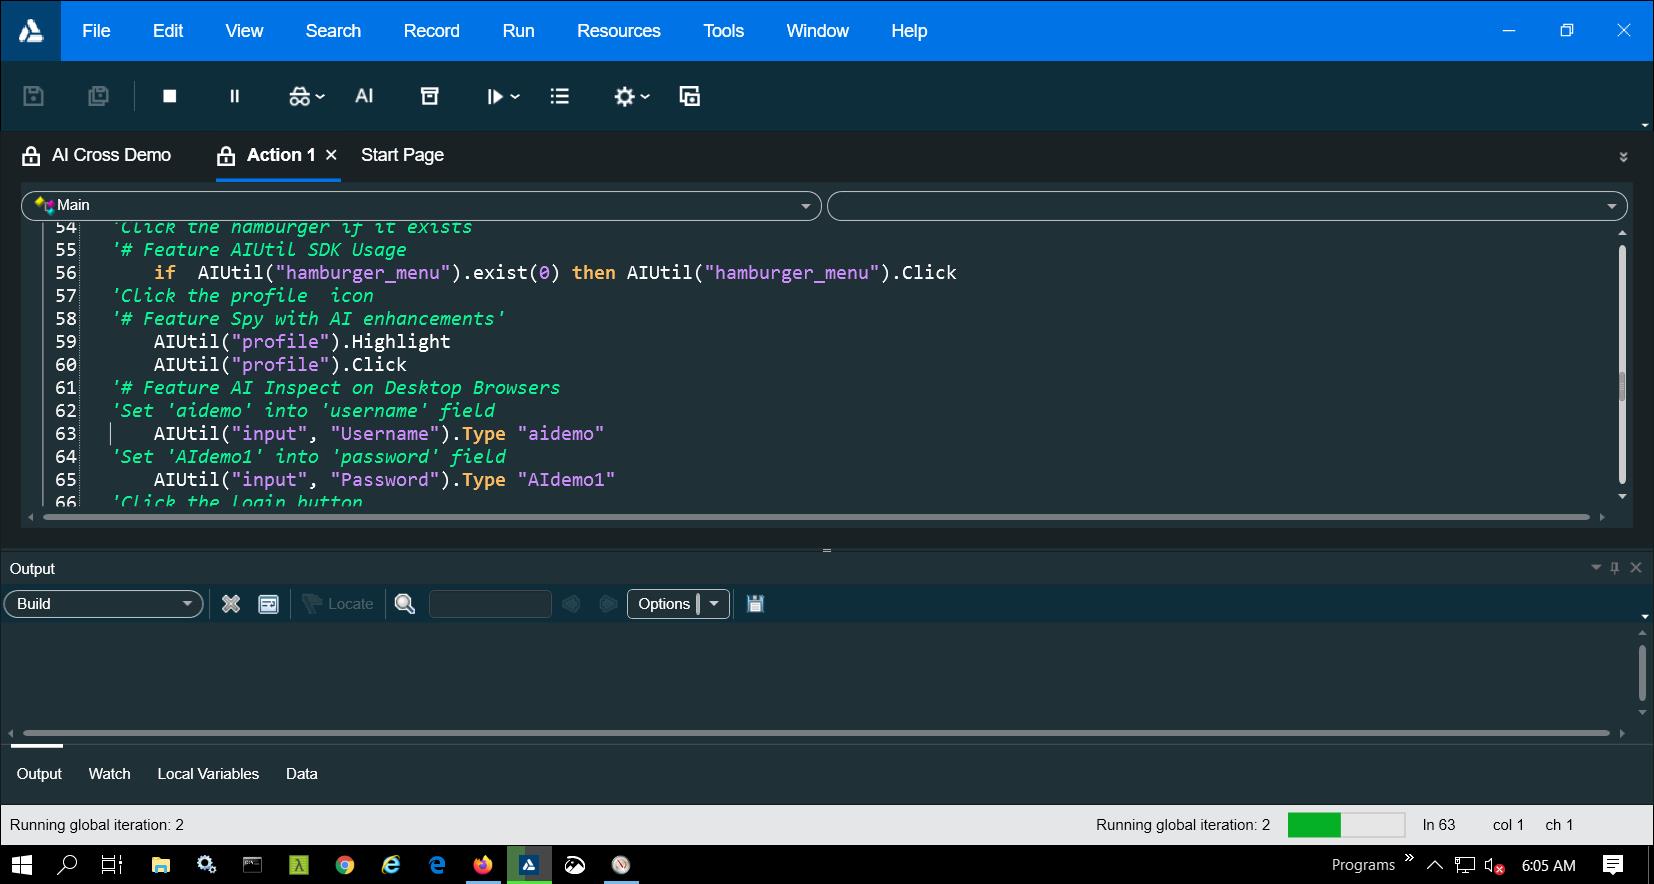 File Edit View Search Record Run Resources Tools Window Help
AI
AI Cross Demo Action 1 Start Page
Main
54 'Click the hamburger if it exists
55 '# Feature AIUtil SDK Usage
56 if  AIUtil("hamburger_menu").exist(0) then AIUtil("hamburger_menu").Click
57 'Click the profile  icon
58 '# Feature Spy with AI enhancements'
59 AIUtil("profile").Highlight
60 AIUtil("profile").Click
61 '# Feature AI Inspect on Desktop Browsers
62 'Set 'aidemo' into 'username' field
63 AIUtil("input", "Username").Type "aidemo"
64 'Set 'AIdemo1' into 'password' field
65 AIUtil("input", "Password").Type "AIdemo1"
66 'Click the Login button
Output
Build Locate Options
Output Watch Local Variables Data
Running global iteration: 2 Running global iteration: 2 ln 63 col 1 ch 1
Programs 6:05 AM